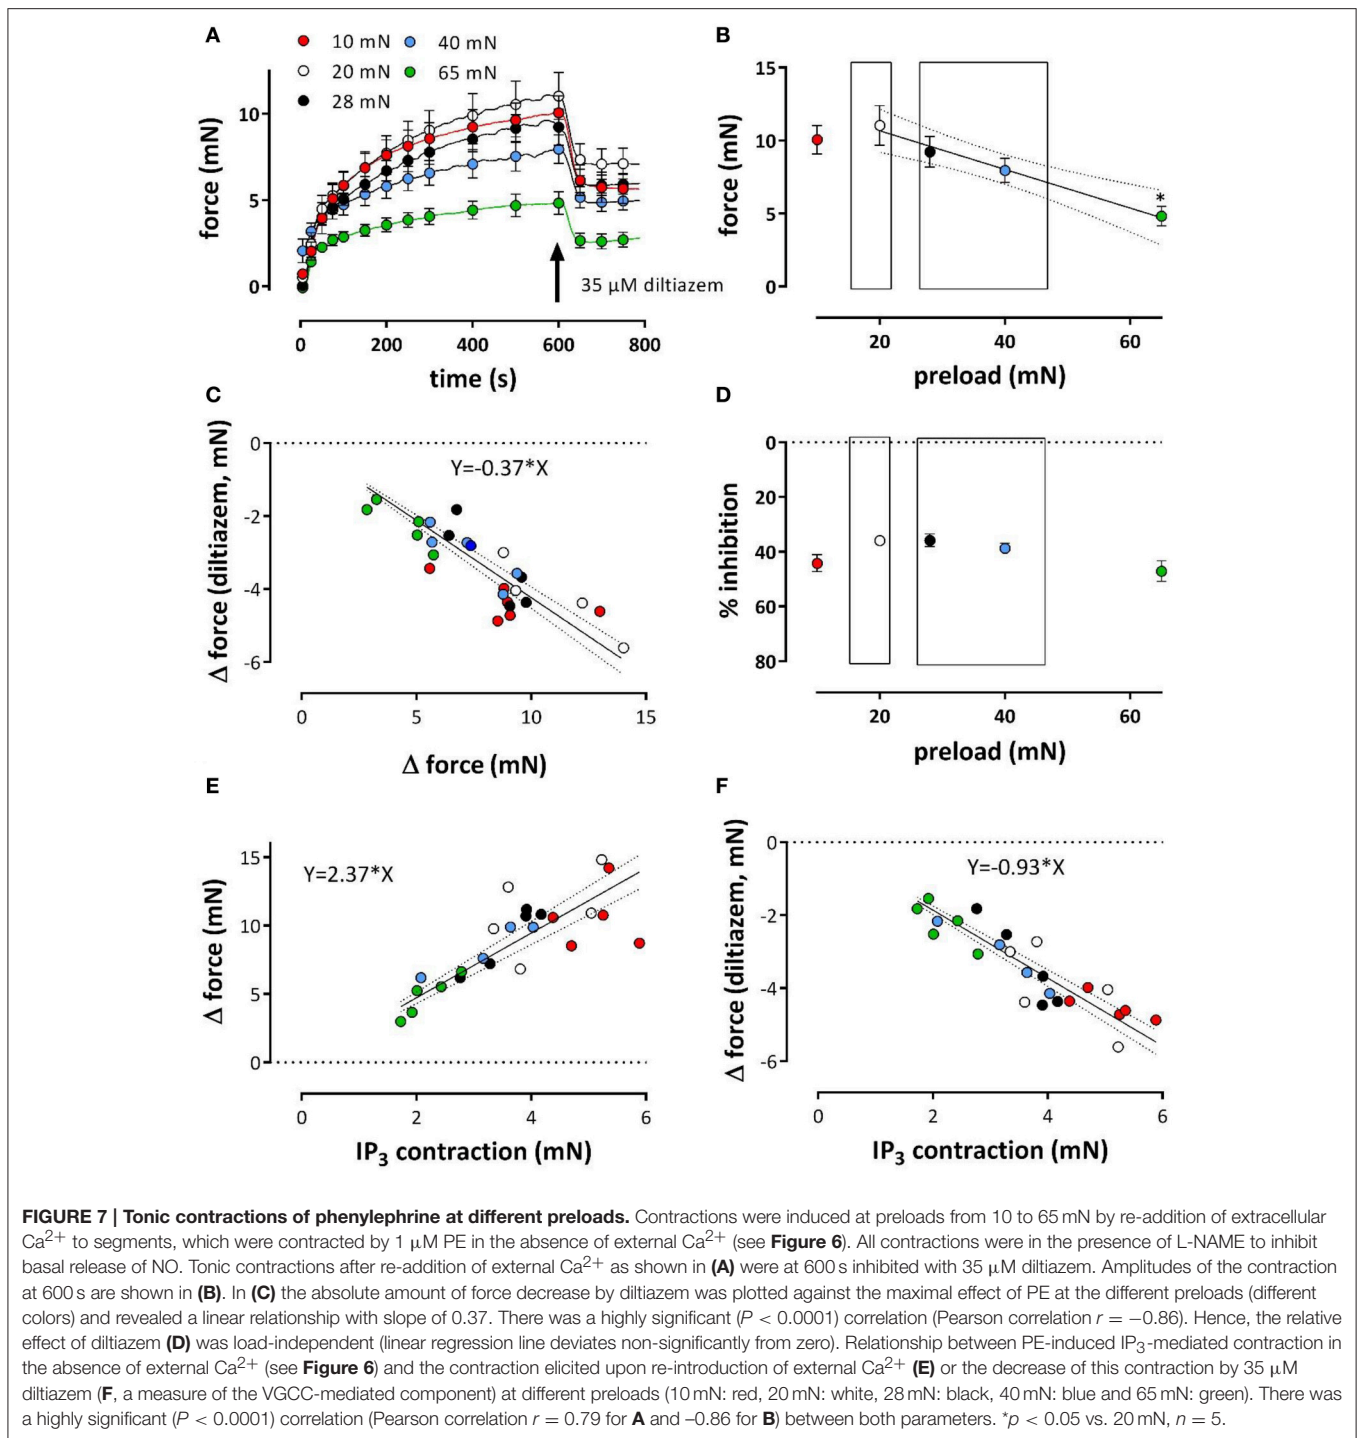 A
10 mN
40 mN
20 mN
65 mN
28 mN
force (mN)
10
5
0
35 μM diltiazem
0
200
400
600
800
time (s)
B
force (mN)
15
10
5
0
*
20
40
60
preload (mN)
C
Δ force (diltiazem, mN)
0
-2
-4
-6
Y=-0.37*X
0
5
10
15
Δ force (mN)
D
% inhibition
0
20
40
60
80
20
40
60
preload (mN)
E
Δ force (mN)
15
10
5
0
Y=2.37*X
0
2
4
6
IP3 contraction (mN)
F
Δ force (diltiazem, mN)
0
-2
-4
-6
Y=-0.93*X
0
2
4
6
IP3 contraction (mN)
FIGURE 7 | Tonic contractions of phenylephrine at different preloads. Contractions were induced at preloads from 10 to 65 mN by re-addition of extracellular
Ca2+ to segments, which were contracted by 1 μM PE in the absence of external Ca2+ (see Figure 6). All contractions were in the presence of L-NAME to inhibit
basal release of NO. Tonic contractions after re-addition of external Ca2+ as shown in (A) were at 600 s inhibited with 35 μM diltiazem. Amplitudes of the contraction
at 600 s are shown in (B). In (C) the absolute amount of force decrease by diltiazem was plotted against the maximal effect of PE at the different preloads (different
colors) and revealed a linear relationship with slope of 0.37. There was a highly significant (P < 0.0001) correlation (Pearson correlation r = −0.86). Hence, the relative
effect of diltiazem (D) was load-independent (linear regression line deviates non-significantly from zero). Relationship between PE-induced IP3-mediated contraction in
the absence of external Ca2+ (see Figure 6) and the contraction elicited upon re-introduction of external Ca2+ (E) or the decrease of this contraction by 35 μM
diltiazem (F, a measure of the VGCC-mediated component) at different preloads (10 mN: red, 20 mN: white, 28 mN: black, 40 mN: blue and 65 mN: green). There was
a highly significant (P < 0.0001) correlation (Pearson correlation r = 0.79 for A and –0.86 for B) between both parameters. *p < 0.05 vs. 20 mN, n = 5.